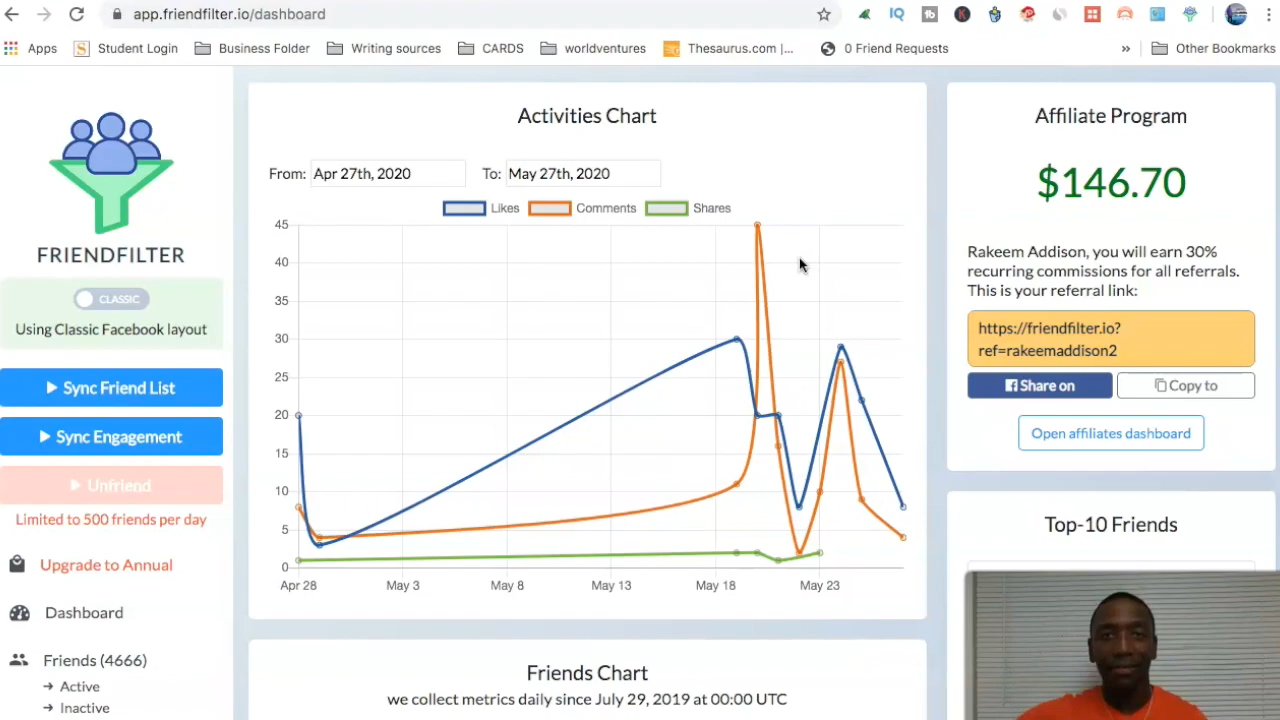 app.friendfilter.io/dashboard
Apps
Student Login
Business Folder
Writing sources
CARDS
worldventures
Thesaurus.com |...
0 Friend Requests
»
Other Bookmarks
FRIENDFILTER
CLASSIC
Using Classic Facebook layout
Sync Friend List
Sync Engagement
Unfriend
Limited to 500 friends per day
Upgrade to Annual
Dashboard
Friends (4666)
→ Active
→ Inactive
Activities Chart
From: Apr 27th, 2020 To: May 27th, 2020
Likes Comments Shares
45
40
35
30
25
20
15
10
5
0
Apr 28 May 3 May 8 May 13 May 18 May 23
Friends Chart
we collect metrics daily since July 29, 2019 at 00:00 UTC
Affiliate Program
$146.70
Rakeem Addison, you will earn 30%
recurring commissions for all referrals.
This is your referral link:
https://friendfilter.io?
ref=rakeemaddison2
Share on Copy to
Open affiliates dashboard
Top-10 Friends